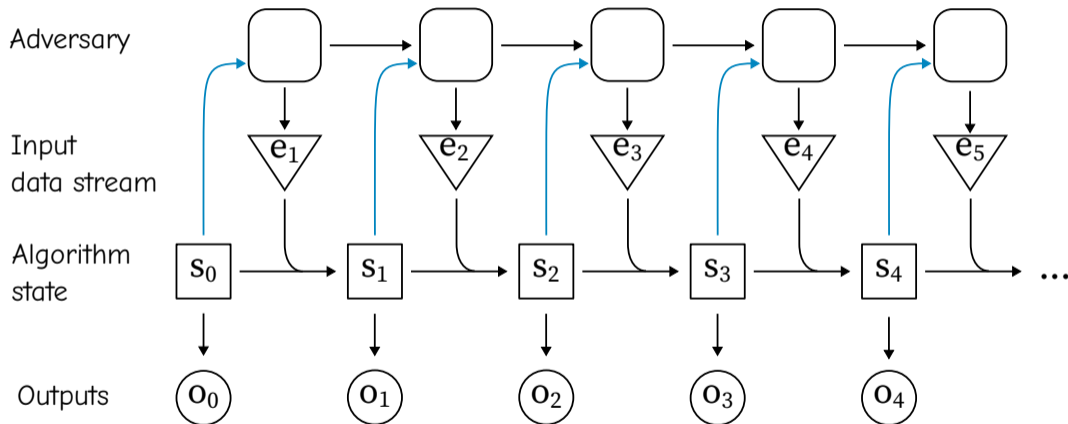 Adversary
Input
data stream
e₁ e₂ e₃ e₄ e₅
Algorithm
state
s₀ s₁ s₂ s₃ s₄ ...
Outputs
o₀ o₁ o₂ o₃ o₄